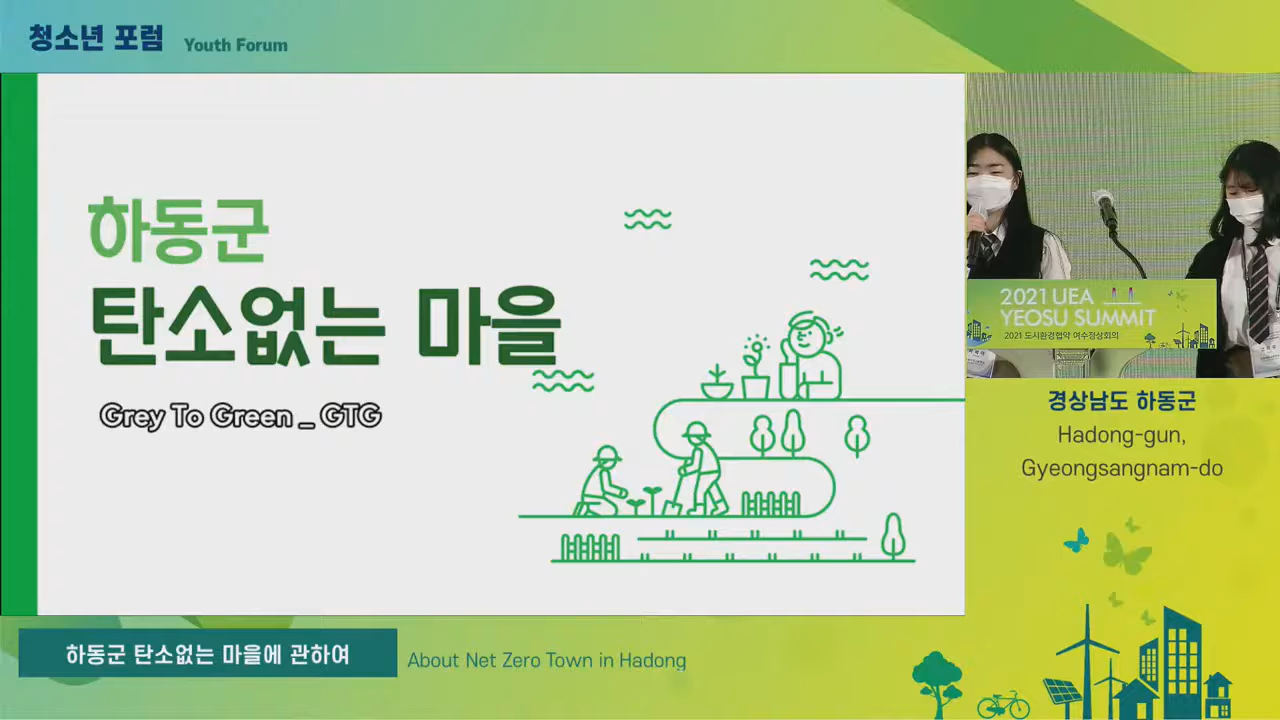 청소년 포럼 Youth Forum
하동군
탄소없는 마을
Grey To Green _ GTG
2021 UEA
YEOSU SUMMIT
2021 도시환경협약 여수정상회의
경상남도 하동군
Hadong-gun,
Gyeongsangnam-do
하동군 탄소없는 마을에 관하여
About Net Zero Town in Hadong